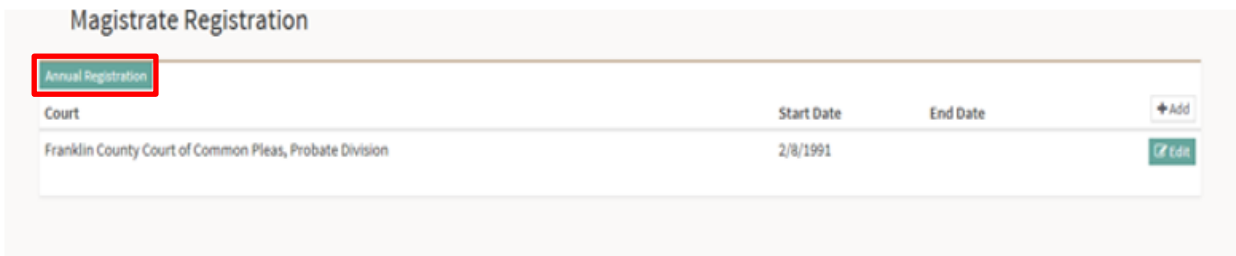 Magistrate Registration
Annual Registration
Court Start Date End Date +Add
Franklin County Court of Common Pleas, Probate Division 2/8/1991 Edit